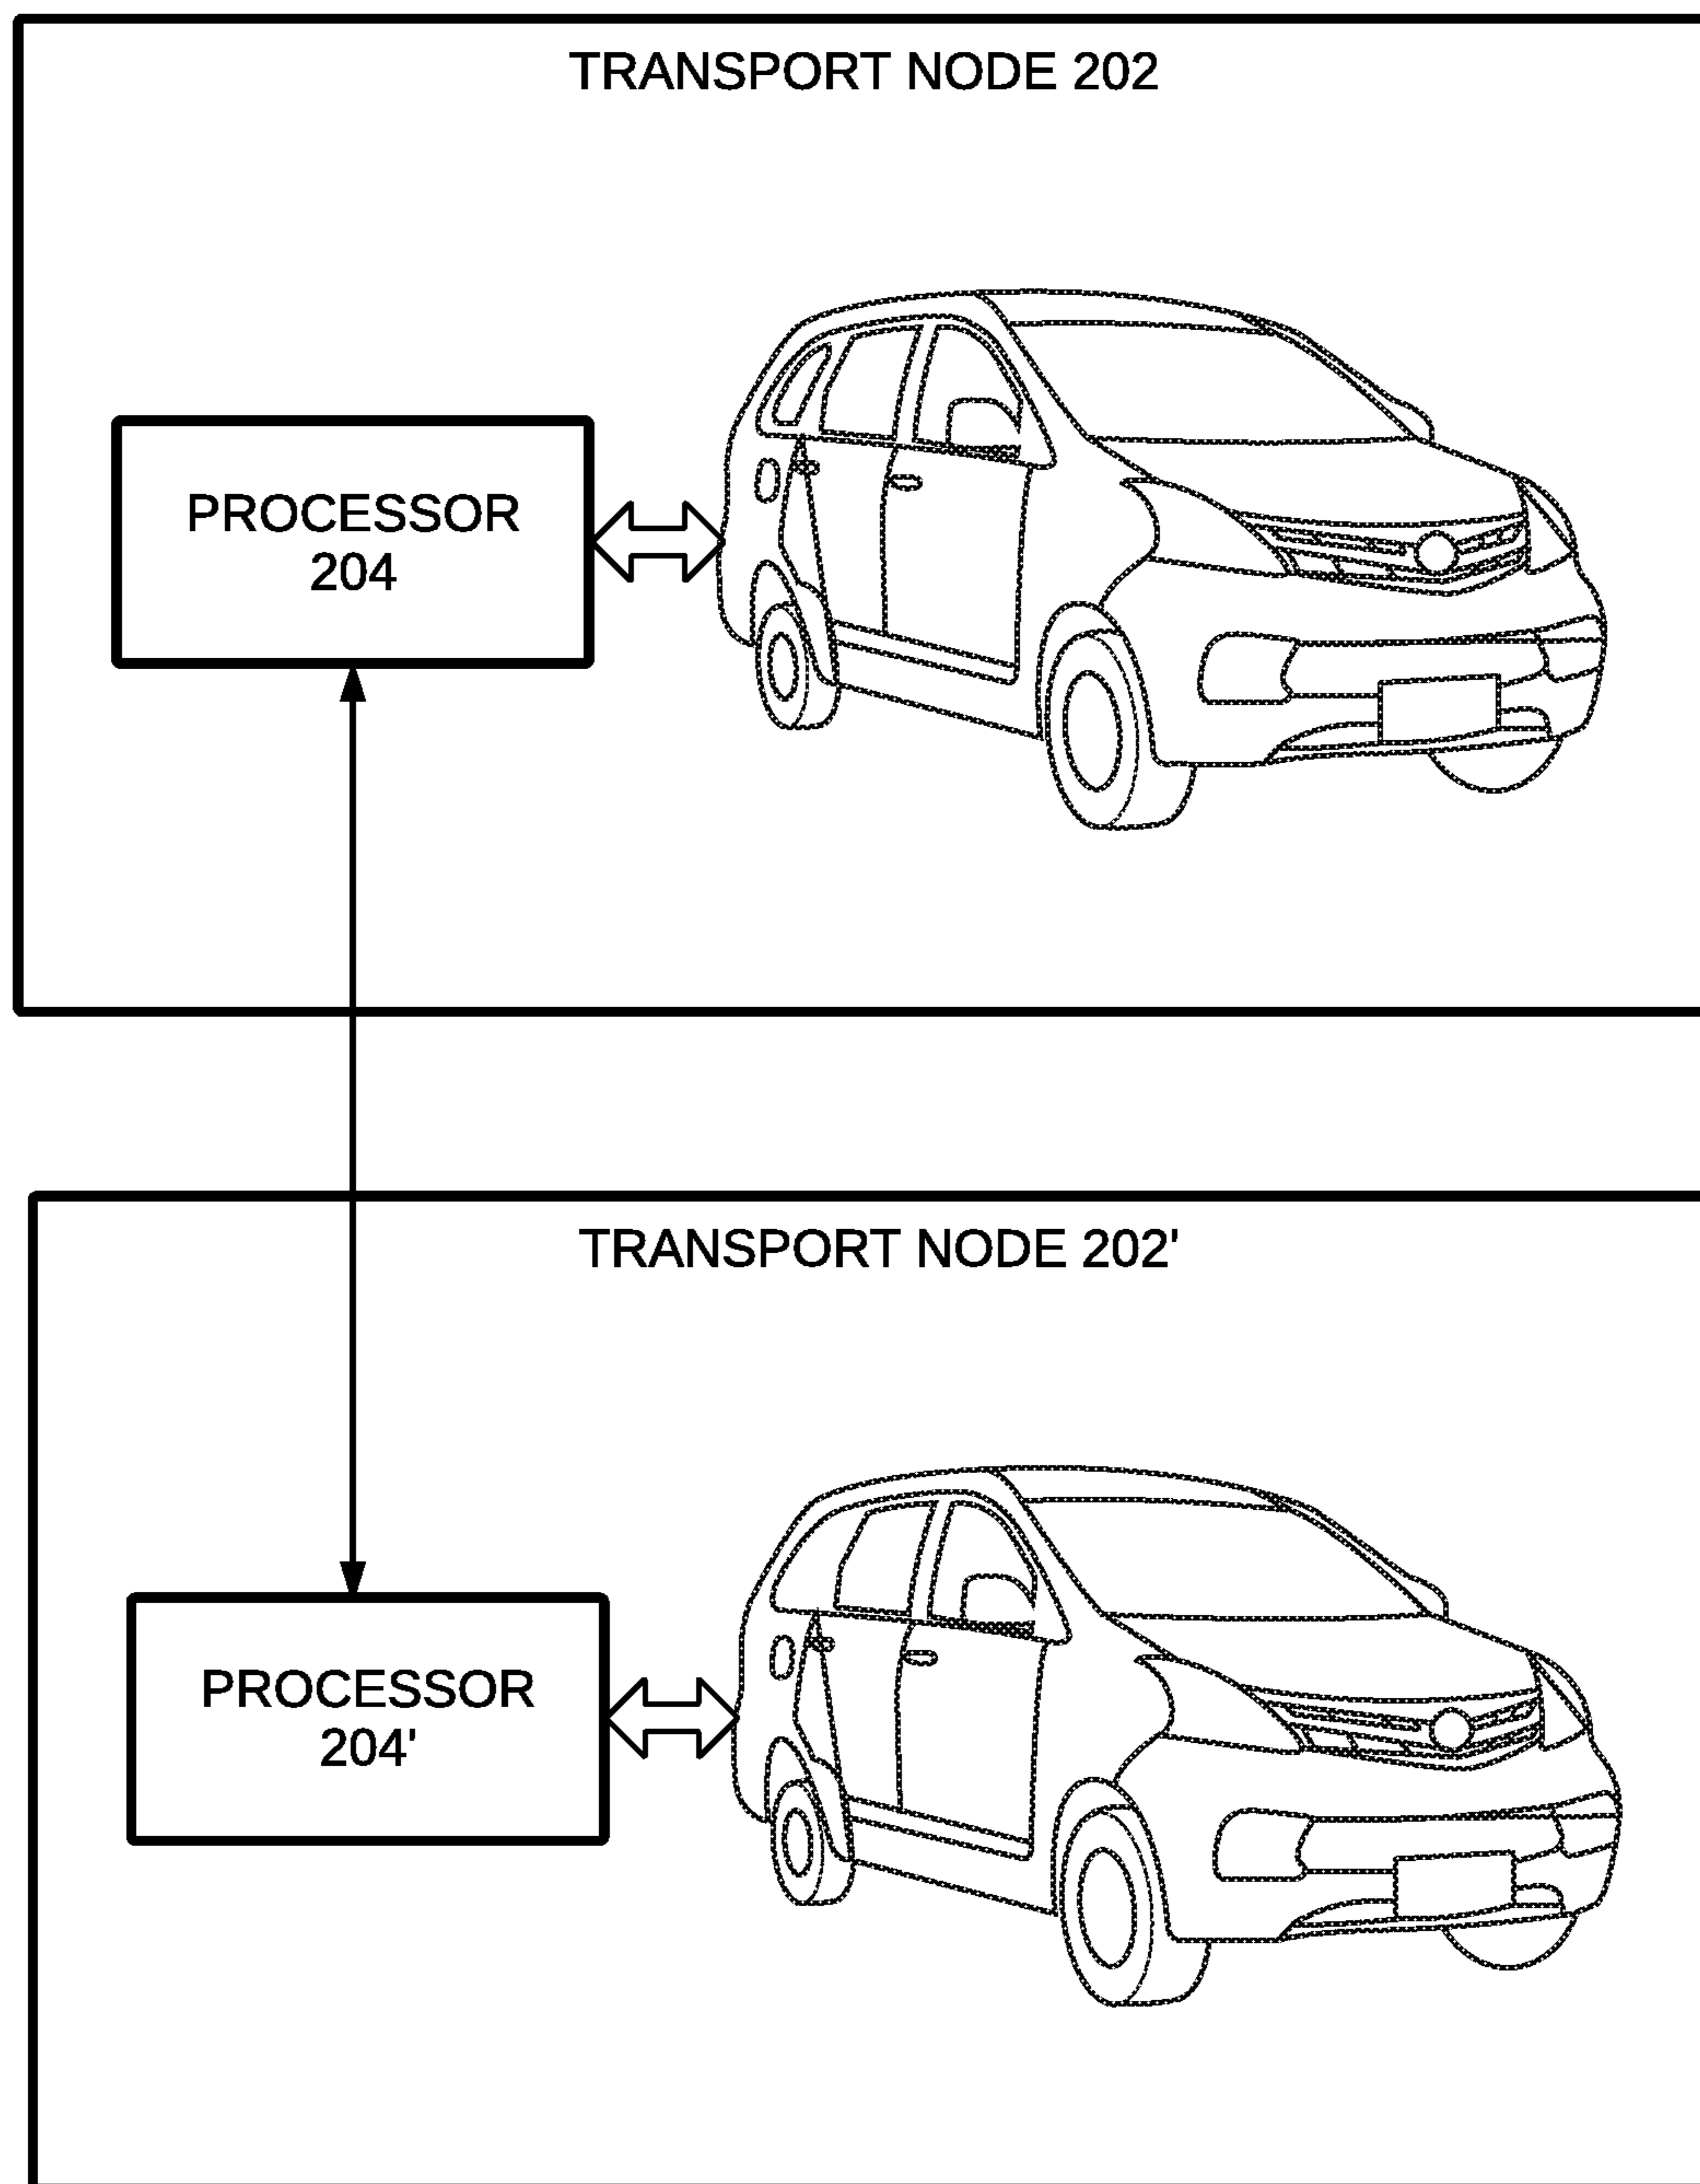 TRANSPORT NODE 202
PROCESSOR
204
TRANSPORT NODE 202'
PROCESSOR
204'